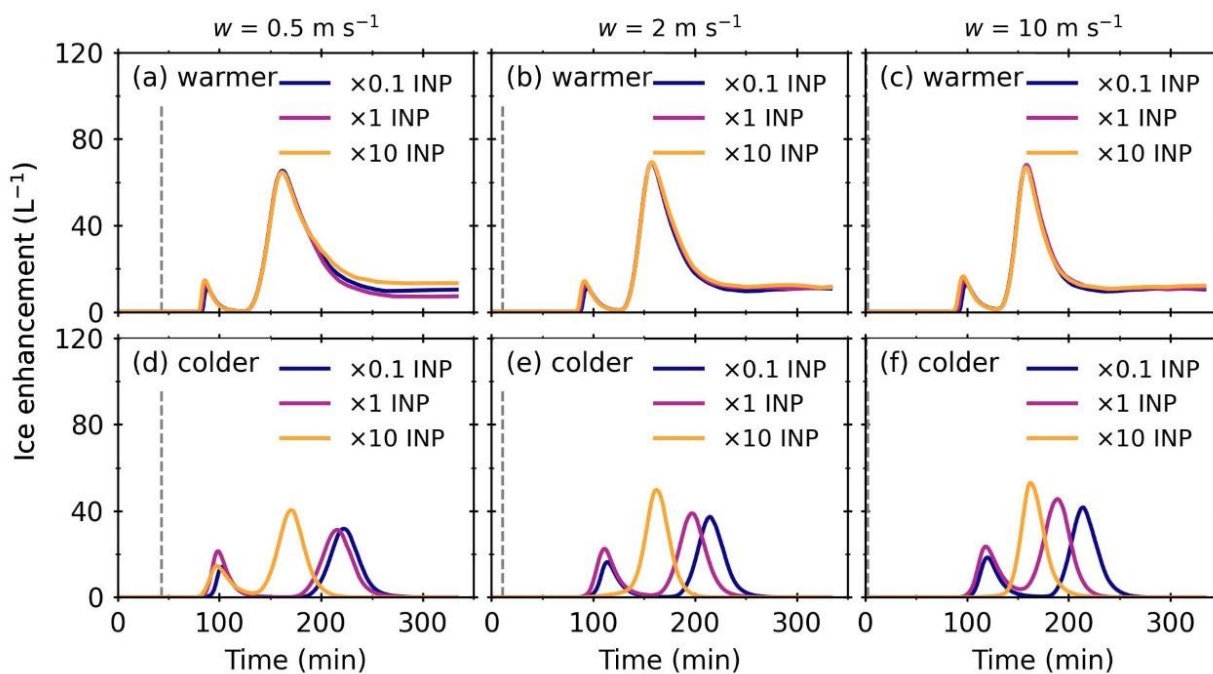 w = 0.5 m s⁻¹
w = 2 m s⁻¹
w = 10 m s⁻¹
Ice enhancement (L⁻¹)
120
80
40
0
(a) warmer
×0.1 INP
×1 INP
×10 INP
(b) warmer
×0.1 INP
×1 INP
×10 INP
(c) warmer
×0.1 INP
×1 INP
×10 INP
120
80
40
0
(d) colder
×0.1 INP
×1 INP
×10 INP
(e) colder
×0.1 INP
×1 INP
×10 INP
(f) colder
×0.1 INP
×1 INP
×10 INP
0 100 200 300
0 100 200 300
0 100 200 300
Time (min)
Time (min)
Time (min)